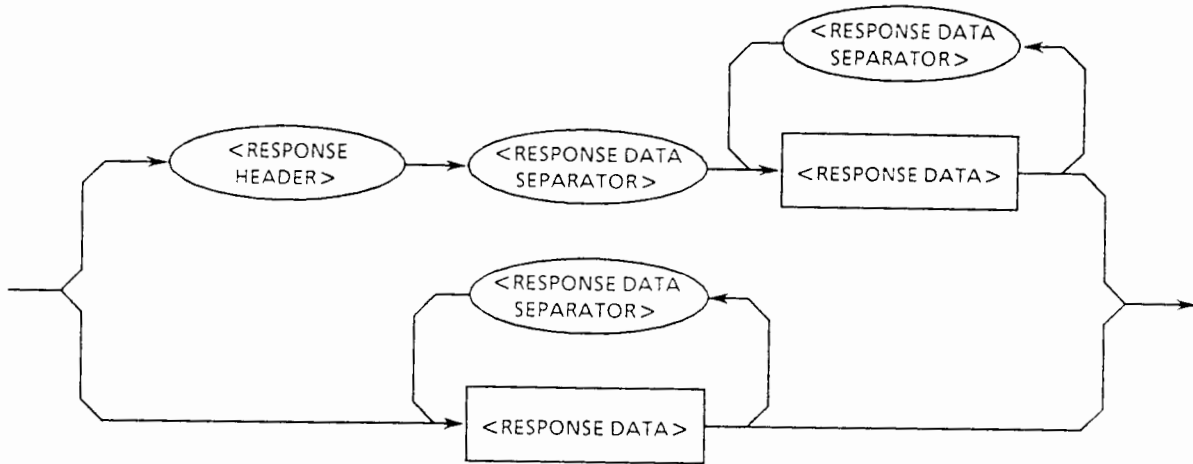 <RESPONSE DATA
SEPARATOR>
<RESPONSE
HEADER>
<RESPONSE DATA
SEPARATOR>
<RESPONSE DATA>
<RESPONSE DATA
SEPARATOR>
<RESPONSE DATA>